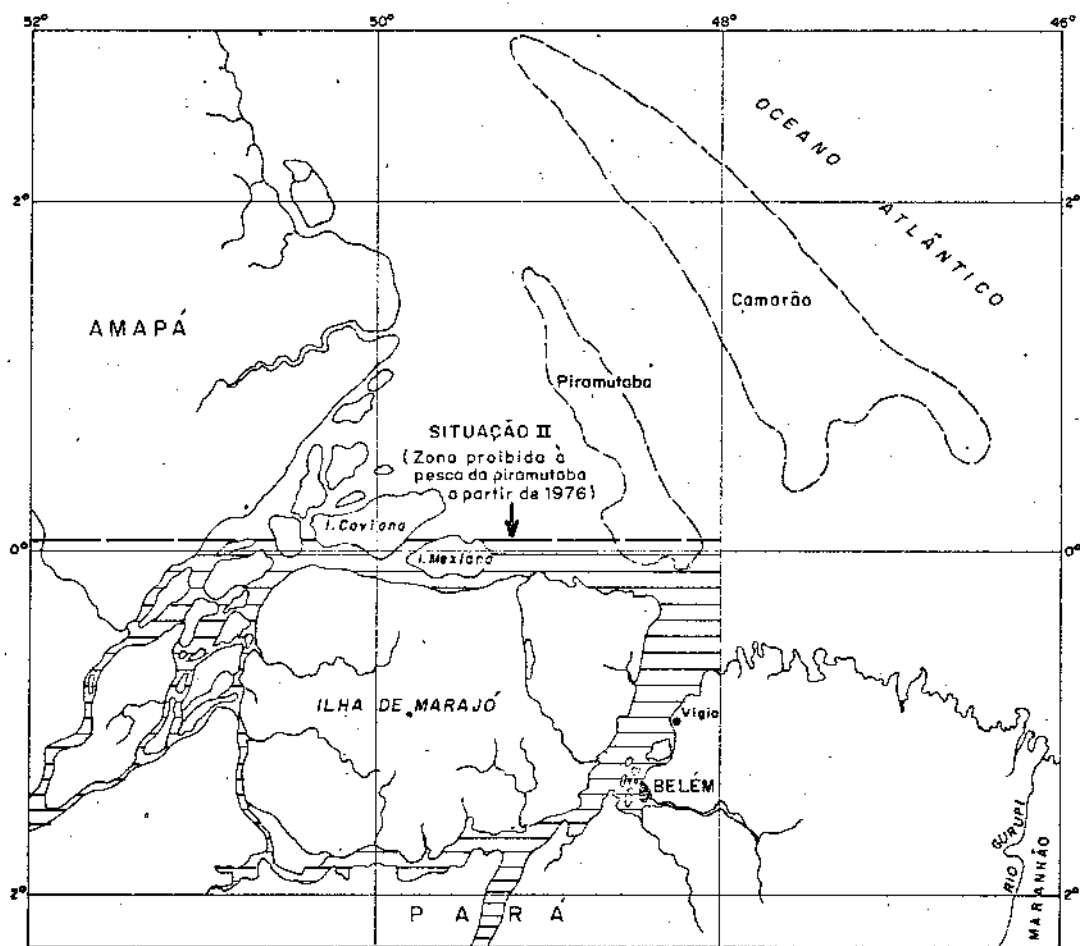 52°
50°
48°
46°
OCEANO
ATLÂNTICO
2°
2°
Camarão
AMAPÁ
Piramutaba
SITUAÇÃO II
(Zona proibida à
pesca da piramutaba
a partir de 1976)
I. Caviana
0°
0°
I. Mexiana
ILHA DE MARAJÓ
Vigia
BELÉM
RIO GURUPI
MARANHÃO
2°
2°
PARÁ